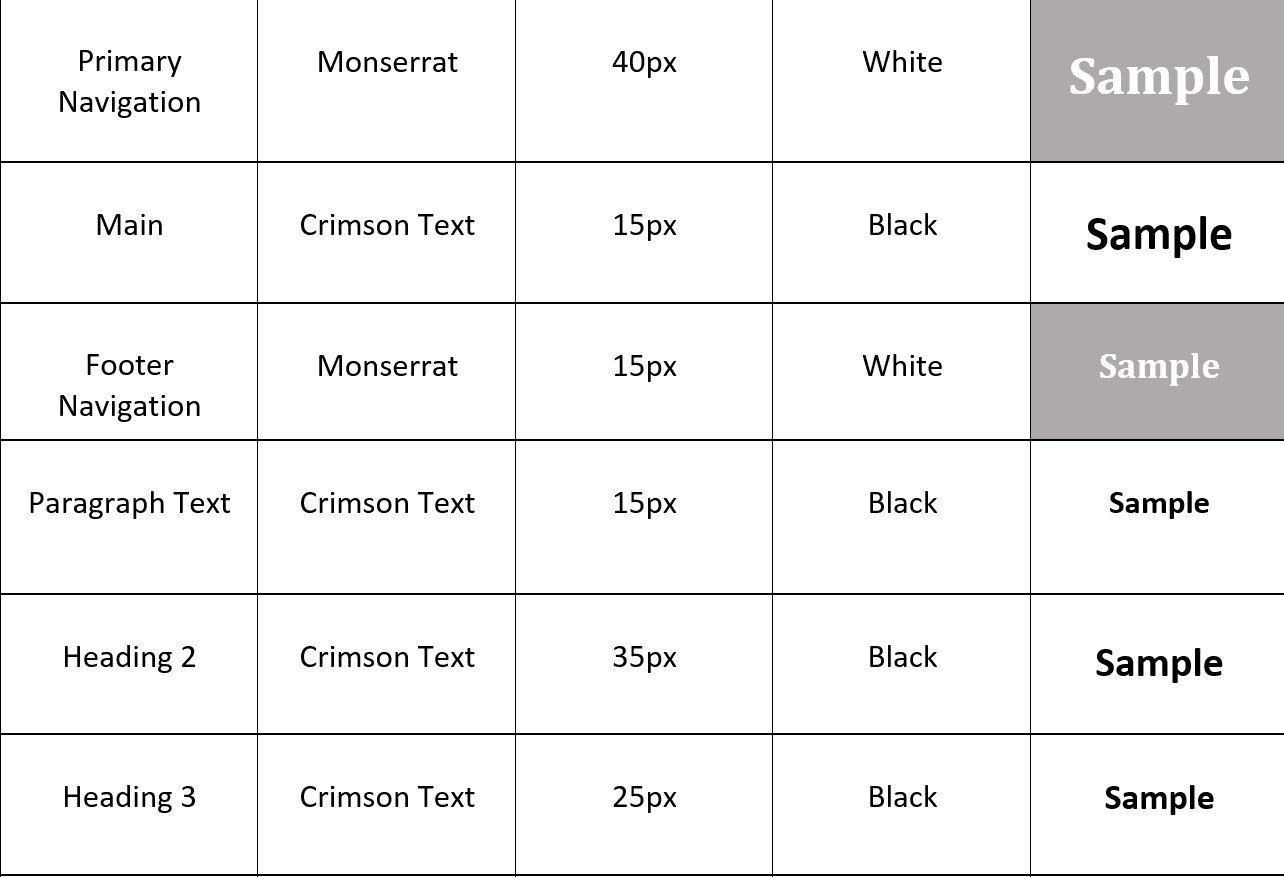 Primary Navigation Monserrat 40px White Sample
Main Crimson Text 15px Black Sample
Footer Navigation Monserrat 15px White Sample
Paragraph Text Crimson Text 15px Black Sample
Heading 2 Crimson Text 35px Black Sample
Heading 3 Crimson Text 25px Black Sample